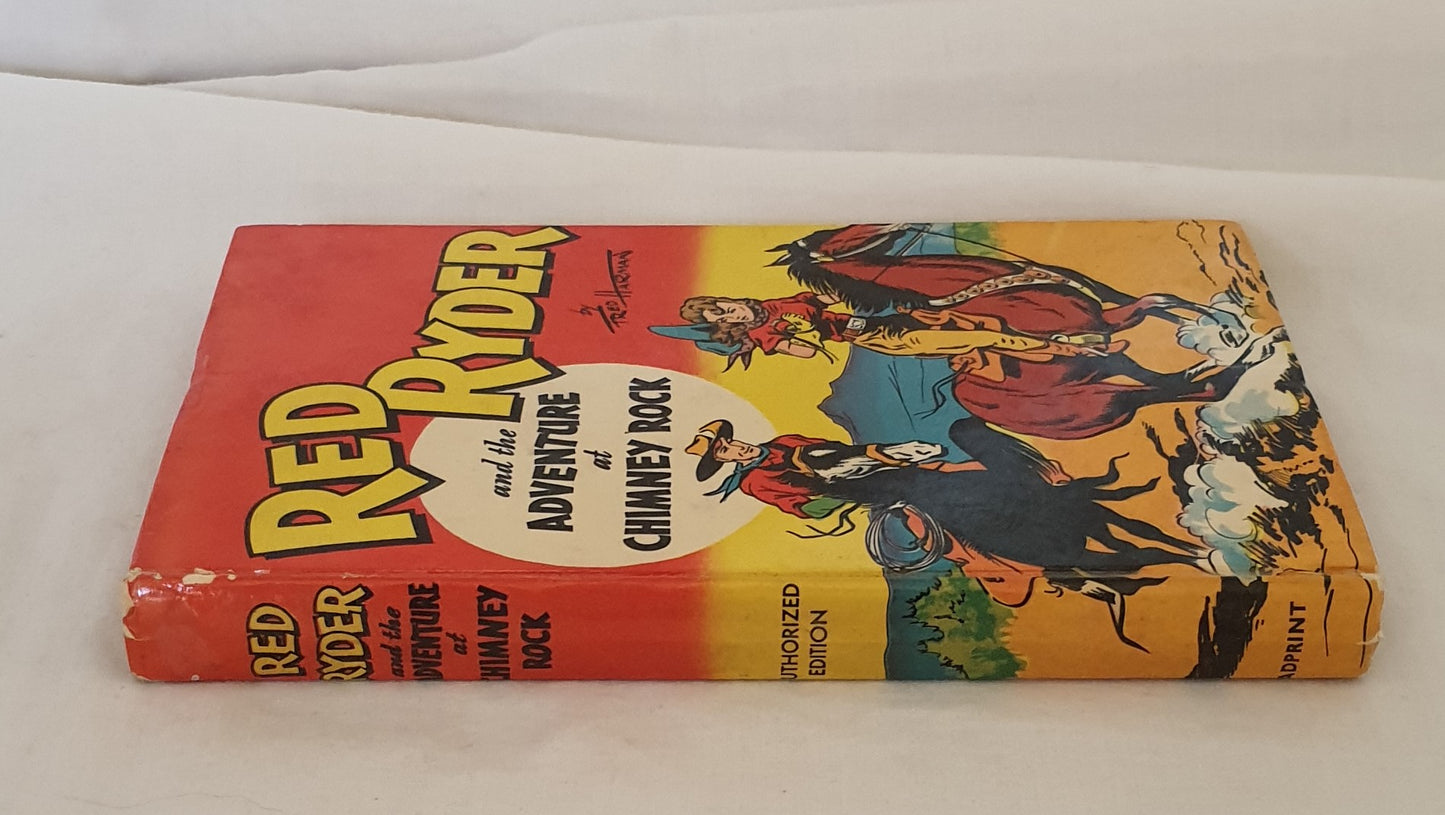 RED
RYDER
by
FRED HARMAN
and the
ADVENTURE
at
CHIMNEY ROCK
RED
RYDER
and the
ADVENTURE
at
CHIMNEY
ROCK
UTHORIZED
EDITION
ADPRINT